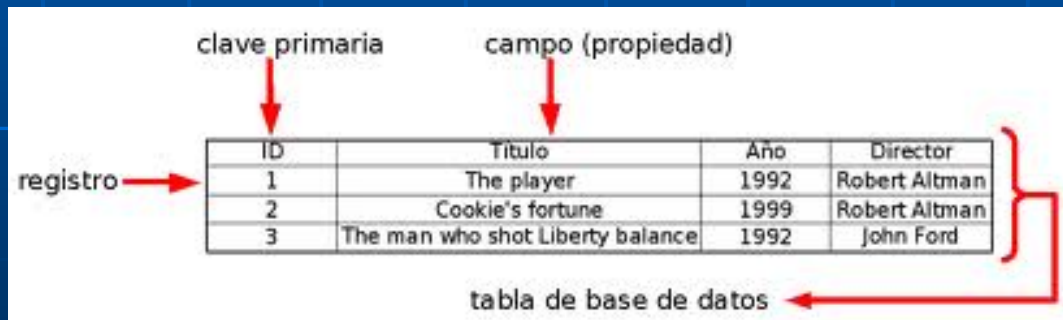 clave primaria campo (propiedad)
ID Título Año Director
registro 1 The player 1992 Robert Altman
2 Cookie's fortune 1999 Robert Altman
3 The man who shot Liberty balance 1992 John Ford
tabla de base de datos